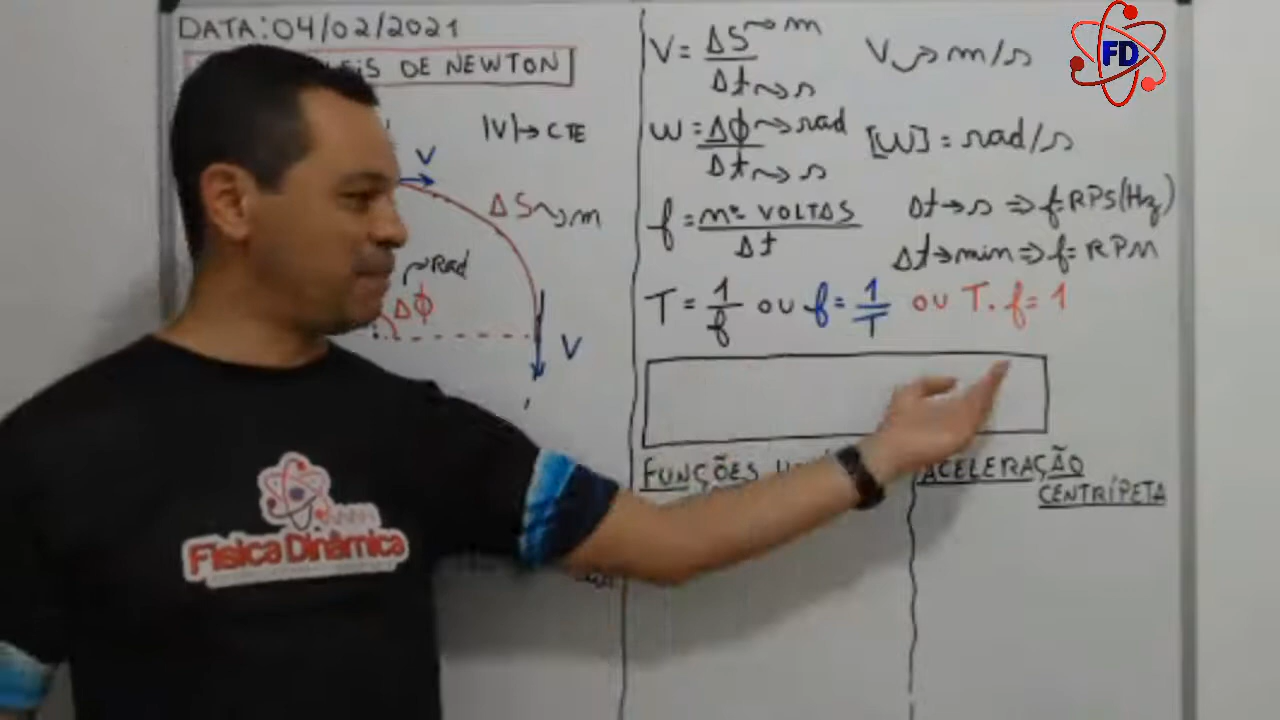 DATA: 04/02/2021
LEIS DE NEWTON
|V| → CTE
V
ΔS ⇝ m
⇝ Rad
Δϕ
V
V = ΔS ⇝ m / Δt ⇝ s
V ⇝ m/s
ω = Δϕ ⇝ rad / Δt ⇝ s
[ω] = rad/s
f = nº VOLTAS / Δt
Δt → s ⇒ f = RPS (Hz)
Δt → min ⇒ f = RPM
T = 1/f ou f = 1/T ou T. f = 1
FUNÇÕES
ACELERAÇÃO
CENTRÍPETA
Física Dinâmica
FD